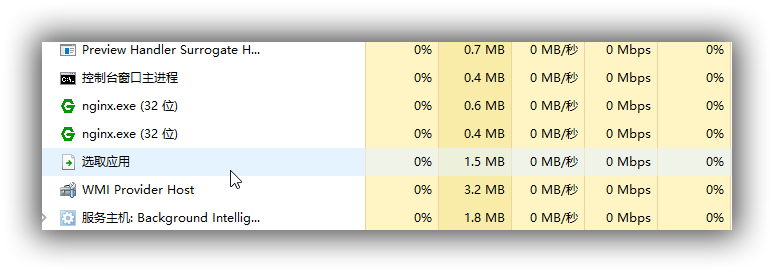 Preview Handler Surrogate H... 0% 0.7 MB 0 MB/秒 0 Mbps 0%
控制台窗口主进程 0% 0.4 MB 0 MB/秒 0 Mbps 0%
nginx.exe (32 位) 0% 0.6 MB 0 MB/秒 0 Mbps 0%
nginx.exe (32 位) 0% 0.4 MB 0 MB/秒 0 Mbps 0%
选取应用 0% 1.5 MB 0 MB/秒 0 Mbps 0%
WMI Provider Host 0% 3.2 MB 0 MB/秒 0 Mbps 0%
服务主机: Background Intellig... 0% 1.8 MB 0 MB/秒 0 Mbps 0%